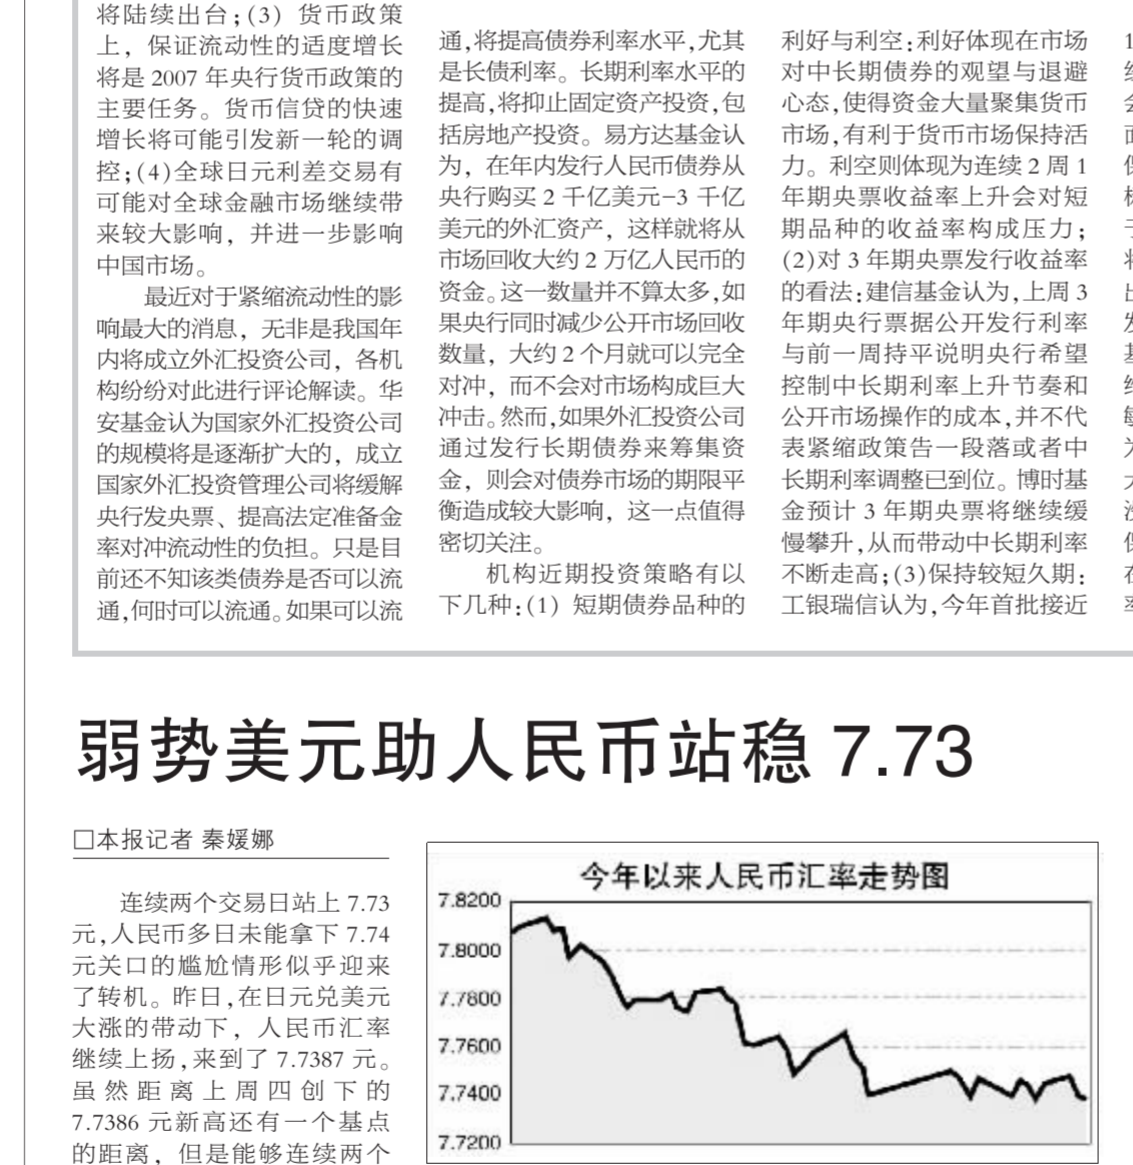 将陆续出台；(3) 货币政策
上，保证流动性的适度增长
将是 2007 年央行货币政策的
主要任务。货币信贷的快速
增长将可能引发新一轮的调
控；(4)全球日元利差交易有
可能对全球金融市场继续带
来较大影响，并进一步影响
中国市场。
最近对于紧缩流动性的影
响最大的消息，无非是我国年
内将成立外汇投资公司，各机
构纷纷对此进行评论解读。华
安基金认为国家外汇投资公司
的规模将是逐渐扩大的，成立
国家外汇投资管理公司将缓解
央行发央票、提高法定准备金
率对冲流动性的负担。只是目
前还不知该类债券是否可以流
通,何时可以流通。如果可以流
通,将提高债券利率水平,尤其
是长债利率。长期利率水平的
提高,将抑止固定资产投资,包
括房地产投资。易方达基金认
为，在年内发行人民币债券从
央行购买 2 千亿美元-3 千亿
美元的外汇资产，这样就将从
市场回收大约 2 万亿人民币的
资金。这一数量并不算太多,如
果央行同时减少公开市场回收
数量，大约 2 个月就可以完全
对冲，而不会对市场构成巨大
冲击。然而,如果外汇投资公司
通过发行长期债券来筹集资
金，则会对债券市场的期限平
衡造成较大影响，这一点值得
密切关注。
机构近期投资策略有以
下几种：(1) 短期债券品种的
利好与利空：利好体现在市场
对中长期债券的观望与退避
心态,使得资金大量聚集货币
市场,有利于货币市场保持活
力。利空则体现为连续 2 周 1
年期央票收益率上升会对短
期品种的收益率构成压力；
(2)对 3 年期央票发行收益率
的看法：建信基金认为,上周 3
年期央行票据公开发行利率
与前一周持平说明央行希望
控制中长期利率上升节奏和
公开市场操作的成本,并不代
表紧缩政策告一段落或者中
长期利率调整已到位。博时基
金预计 3 年期央票将继续缓
慢攀升,从而带动中长期利率
不断走高；(3)保持较短久期：
工银瑞信认为,今年首批接近
弱势美元助人民币站稳 7.73
□本报记者 秦媛娜
连续两个交易日站上 7.73
元,人民币多日未能拿下 7.74
元关口的尴尬情形似乎迎来
了转机。昨日,在日元兑美元
大涨的带动下，人民币汇率
继续上扬,来到了 7.7387 元。
虽然距离上周四创下的
7.7386 元新高还有一个基点
的距离，但是能够连续两个
今年以来人民币汇率走势图
7.8200
7.8000
7.7800
7.7600
7.7400
7.7200